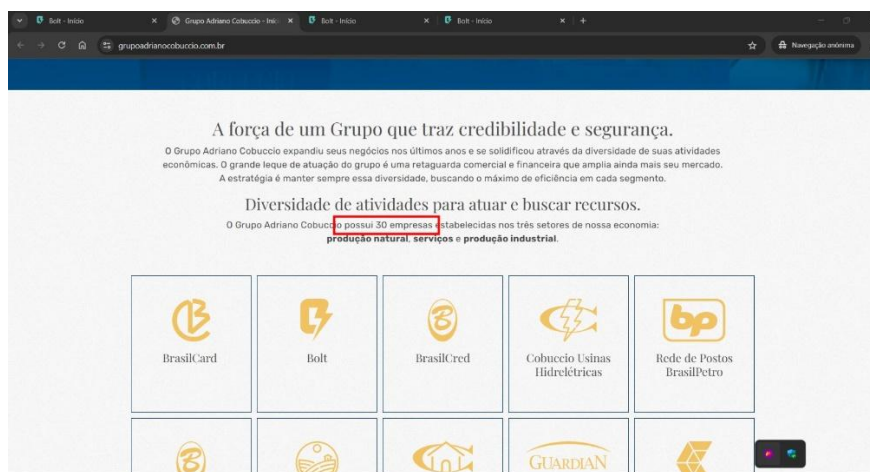 Bolt - Início
Grupo Adriano Cobuccio – Iníc
Bolt - Início
Bolt - Início
grupoadrianocobuccio.com.br
Navegação anônima
A força de um Grupo que traz credibilidade e segurança.
O Grupo Adriano Cobuccio expandiu seus negócios nos últimos anos e se solidificou através da diversidade de suas atividades
econômicas. O grande leque de atuação do grupo é uma retaguarda comercial e financeira que amplia ainda mais seu mercado.
A estratégia é manter sempre essa diversidade, buscando o máximo de eficiência em cada segmento.
Diversidade de atividades para atuar e buscar recursos.
O Grupo Adriano Cobuccio possui 30 empresas estabelecidas nos três setores de nossa economia:
produção natural, serviços e produção industrial.
bp
BrasilCard
Bolt
BrasilCred
Cobuccio Usinas
Hidrelétricas
Rede de Postos
BrasilPetro
GUARDIAN